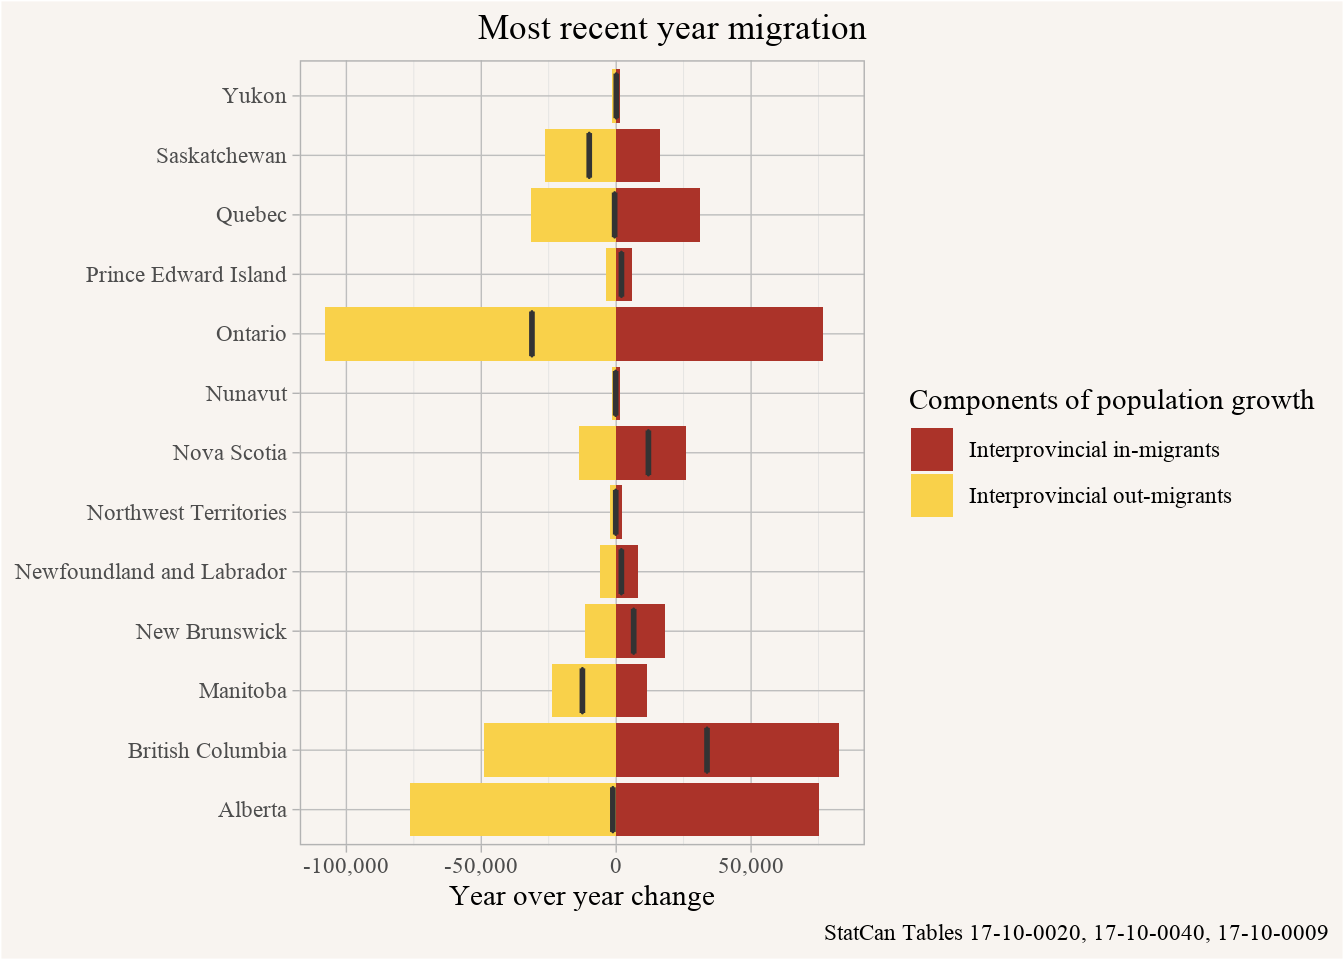 Most recent year migration
Yukon
Saskatchewan
Quebec
Prince Edward Island
Ontario
Nunavut
Nova Scotia
Northwest Territories
Newfoundland and Labrador
New Brunswick
Manitoba
British Columbia
Alberta
-100,000 -50,000 0 50,000
Year over year change
Components of population growth
Interprovincial in-migrants
Interprovincial out-migrants
StatCan Tables 17-10-0020, 17-10-0040, 17-10-0009